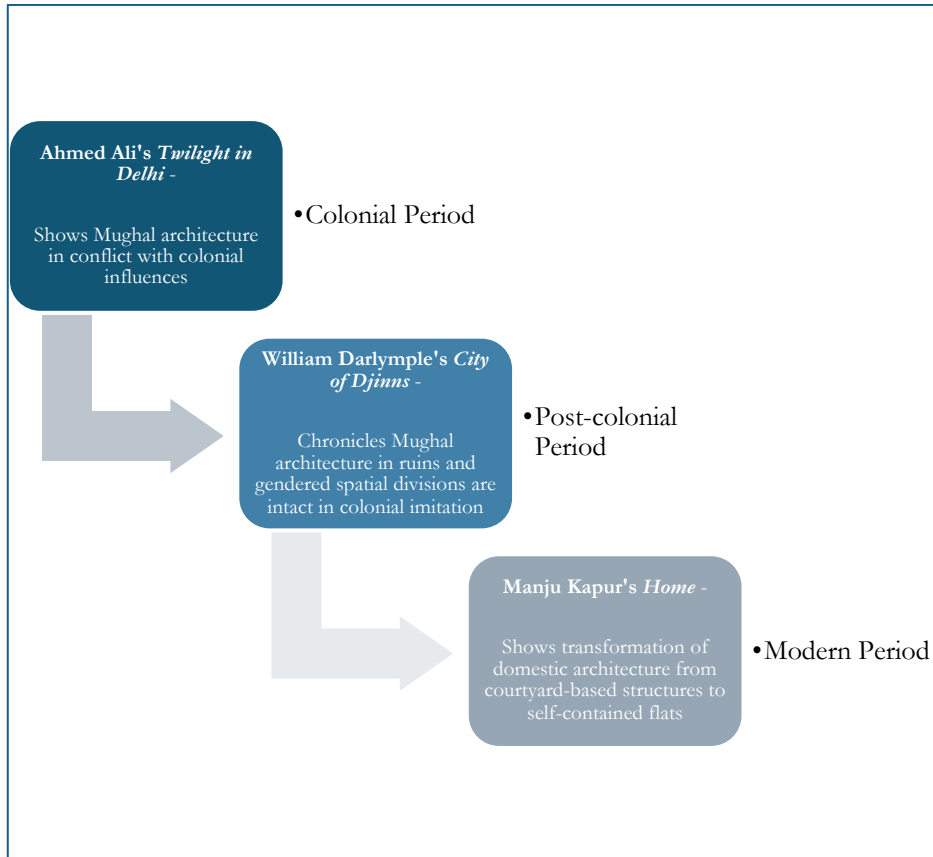 Ahmed Ali's Twilight in
Delhi -
Shows Mughal architecture
in conflict with colonial
influences
•Colonial Period
William Darlymple's City
of Djinns -
Chronicles Mughal
architecture in ruins and
gendered spatial divisions are
intact in colonial imitation
•Post-colonial
Period
Manju Kapur's Home -
Shows transformation of
domestic architecture from
courtyard-based structures to
self-contained flats
•Modern Period